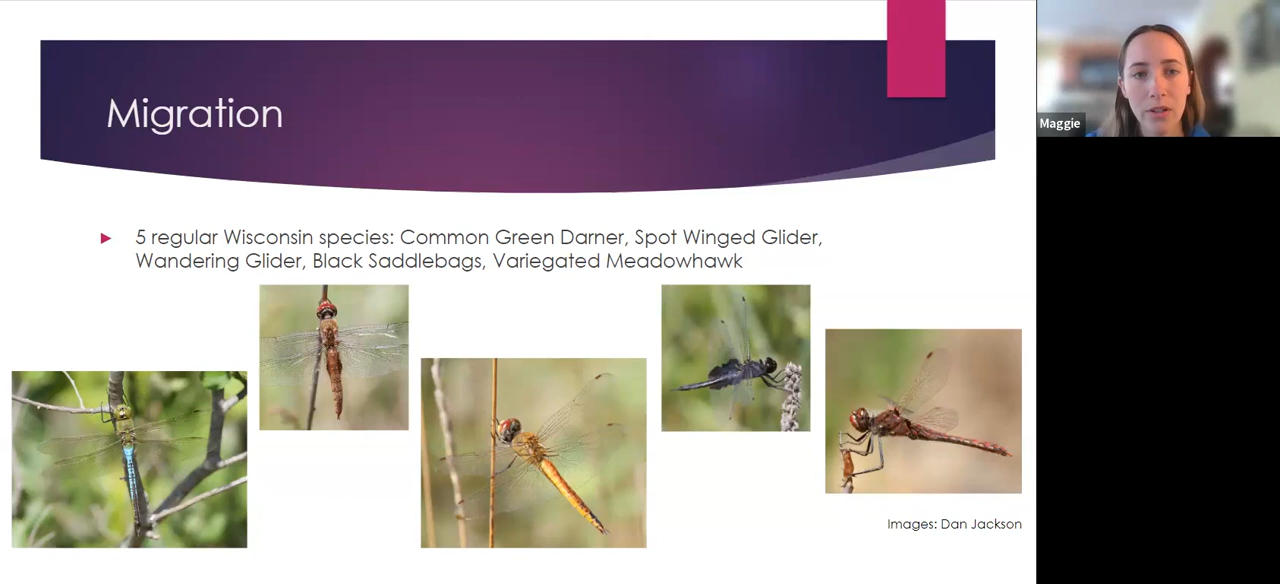 Migration
5 regular Wisconsin species: Common Green Darner, Spot Winged Glider,
Wandering Glider, Black Saddlebags, Variegated Meadowhawk
Images: Dan Jackson
Maggie